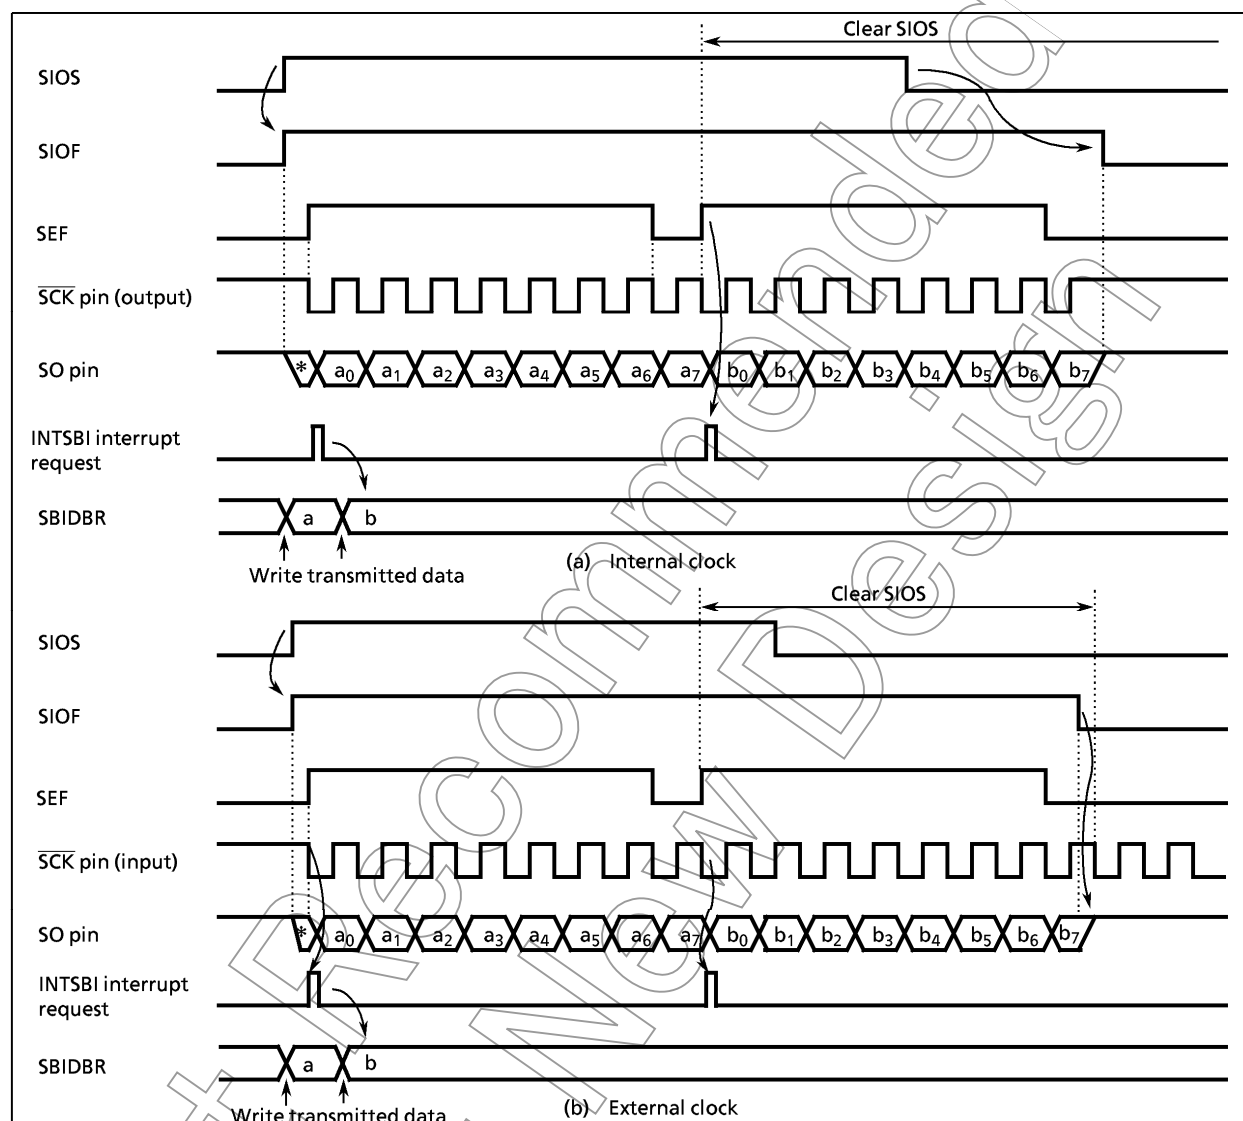 Clear SIOS
SIOS
SIOF
SEF
SCK pin (output)
SO pin * a0 a1 a2 a3 a4 a5 a6 a7 b0 b1 b2 b3 b4 b5 b6 b7
INTSBI interrupt
request
SBIDBR a b
Write transmitted data
(a) Internal clock
Clear SIOS
SIOS
SIOF
SEF
SCK pin (input)
SO pin * a0 a1 a2 a3 a4 a5 a6 a7 b0 b1 b2 b3 b4 b5 b6 b7
INTSBI interrupt
request
SBIDBR a b
Write transmitted data
(b) External clock
Recommended
New Design